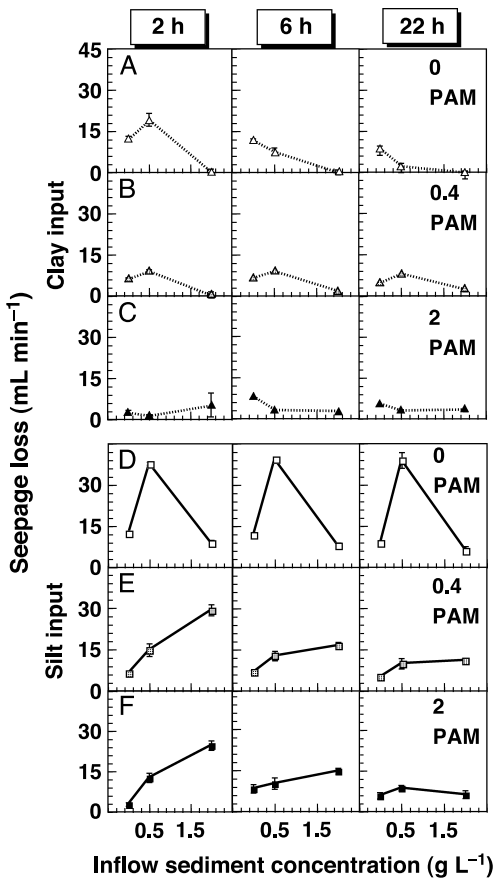 2 h 6 h 22 h
45
A
0
PAM
30
15
0
B
0.4
PAM
30
15
0
C
2
PAM
30
15
0
Clay input
Seepage loss (mL min⁻¹)
D
0
PAM
30
15
0
E
0.4
PAM
30
15
0
F
2
PAM
30
15
0
Silt input
0.5 1.5 0.5 1.5 0.5 1.5
Inflow sediment concentration (g L⁻¹)